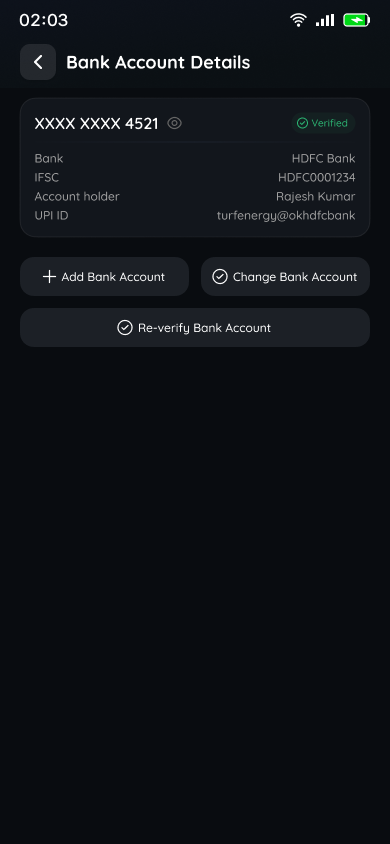 02:03
Bank Account Details
XXXX XXXX 4521 Verified
Bank HDFC Bank
IFSC HDFC0001234
Account holder Rajesh Kumar
UPI ID turfenergy@okhdfcbank
Add Bank Account Change Bank Account
Re-verify Bank Account